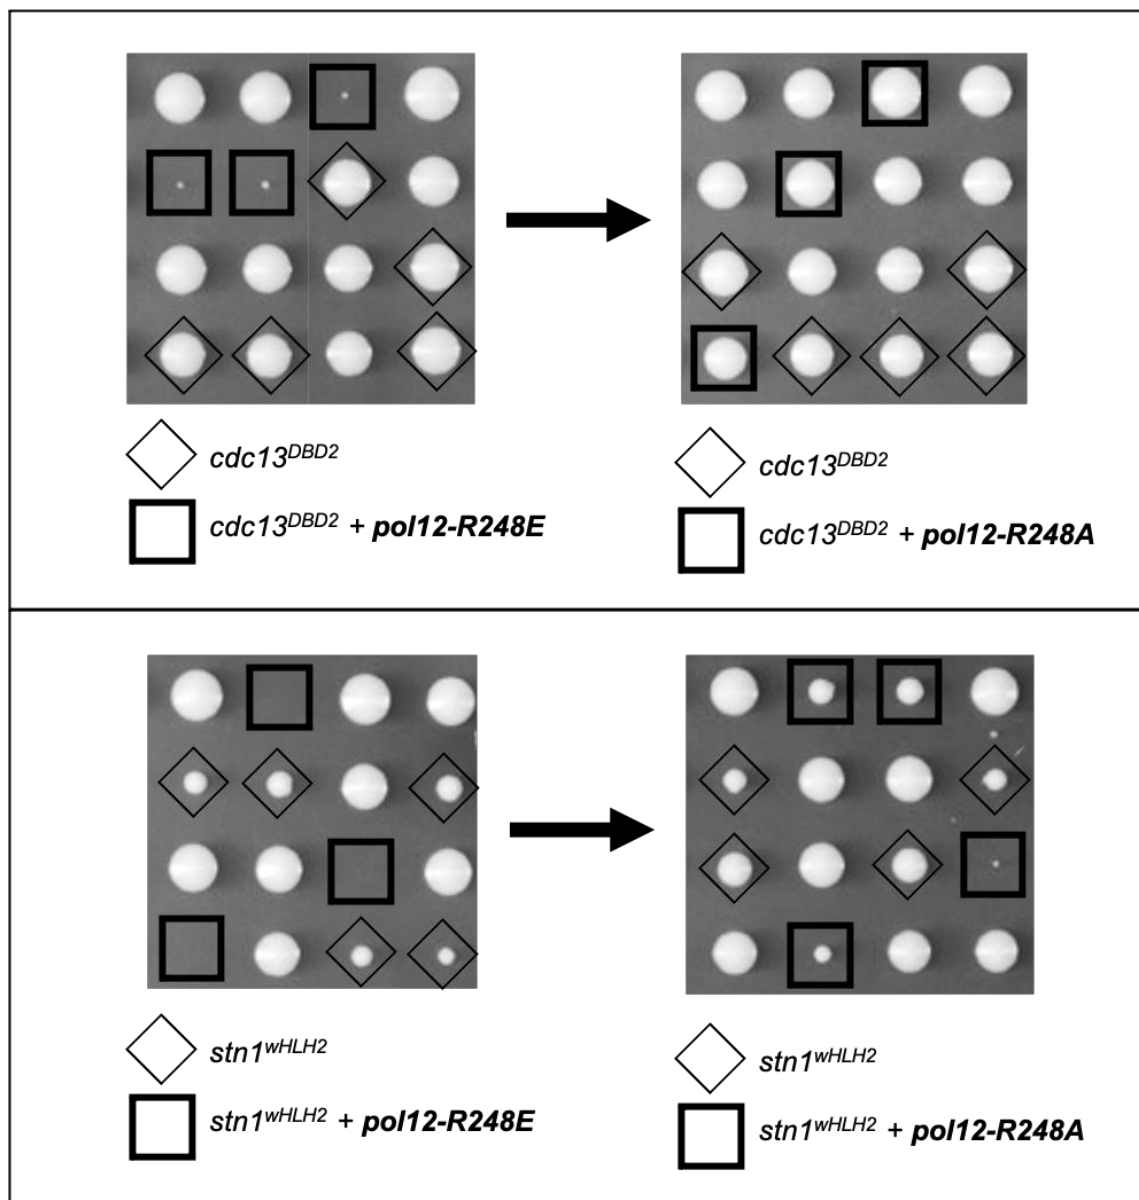 cdc13DBD2
cdc13DBD2 + pol12-R248E
cdc13DBD2
cdc13DBD2 + pol12-R248A
stn1wHLH2
stn1wHLH2 + pol12-R248E
stn1wHLH2
stn1wHLH2 + pol12-R248A